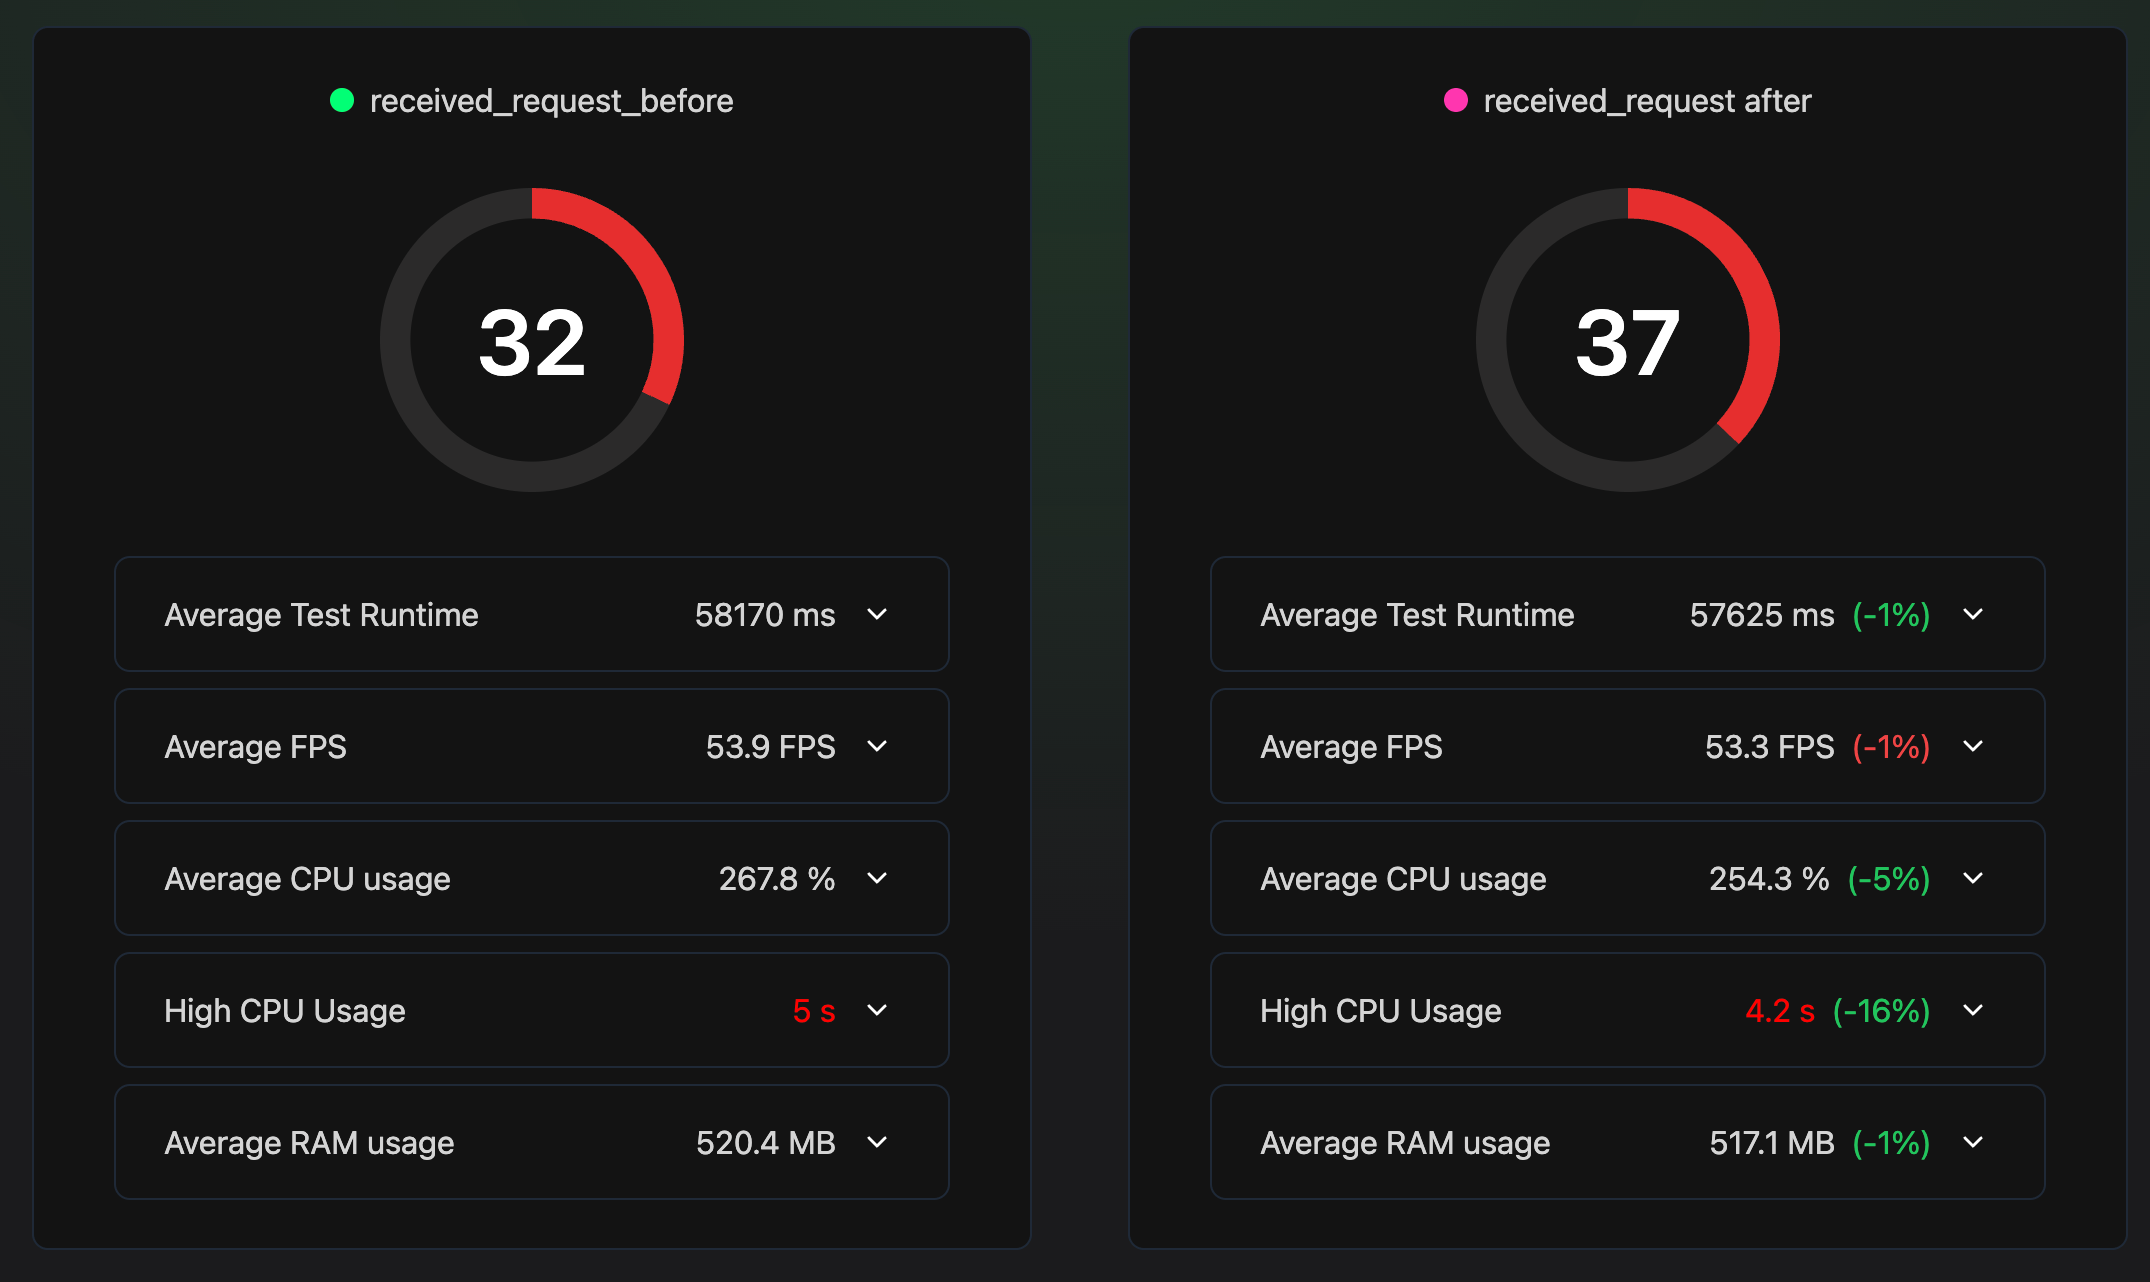 received_request_before
32
Average Test Runtime 58170 ms
Average FPS 53.9 FPS
Average CPU usage 267.8 %
High CPU Usage 5 s
Average RAM usage 520.4 MB
received_request after
37
Average Test Runtime 57625 ms (-1%)
Average FPS 53.3 FPS (-1%)
Average CPU usage 254.3 % (-5%)
High CPU Usage 4.2 s (-16%)
Average RAM usage 517.1 MB (-1%)